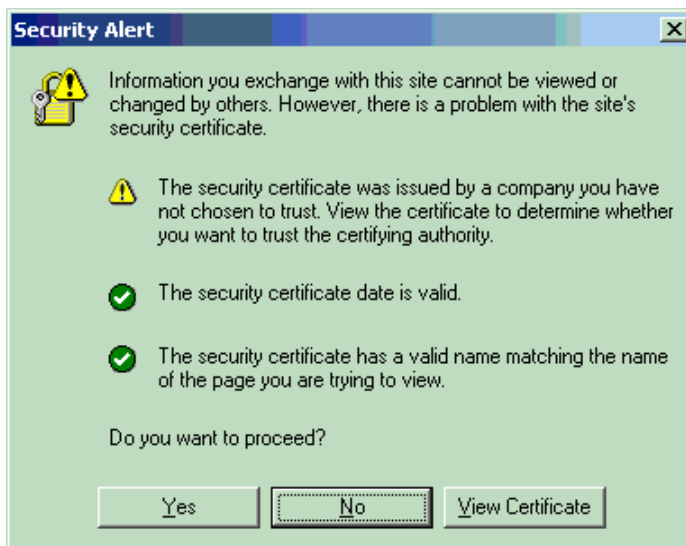 Security Alert
Information you exchange with this site cannot be viewed or
changed by others. However, there is a problem with the site's
security certificate.
The security certificate was issued by a company you have
not chosen to trust. View the certificate to determine whether
you want to trust the certifying authority.
The security certificate date is valid.
The security certificate has a valid name matching the name
of the page you are trying to view.
Do you want to proceed?
Yes No View Certificate